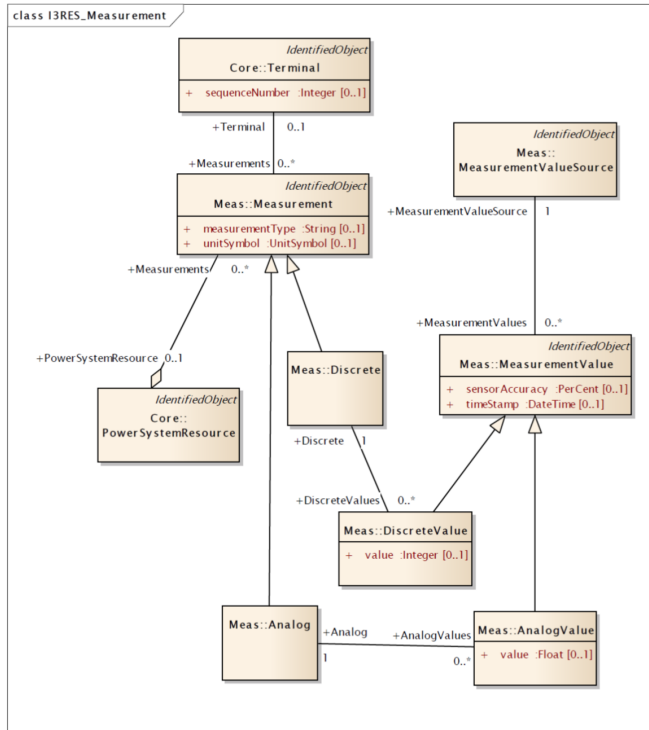 class I3RES_Measurement
IdentifiedObject
Core::Terminal
+ sequenceNumber :Integer [0..1]
+Terminal 0..1
+Measurements 0..*
IdentifiedObject
Meas::Measurement
+ measurementType :String [0..1]
+ unitSymbol :UnitSymbol [0..1]
+Measurements 0..*
IdentifiedObject
Meas::
MeasurementValueSource
+MeasurementValueSource 1
+MeasurementValues 0..*
IdentifiedObject
Meas::MeasurementValue
+ sensorAccuracy :PerCent [0..1]
+ timeStamp :DateTime [0..1]
+PowerSystemResource 0..1
IdentifiedObject
Core::
PowerSystemResource
Meas::Discrete
+Discrete 1
+DiscreteValues 0..*
Meas::DiscreteValue
+ value :Integer [0..1]
Meas::Analog
+Analog
1
+AnalogValues
0..*
Meas::AnalogValue
+ value :Float [0..1]